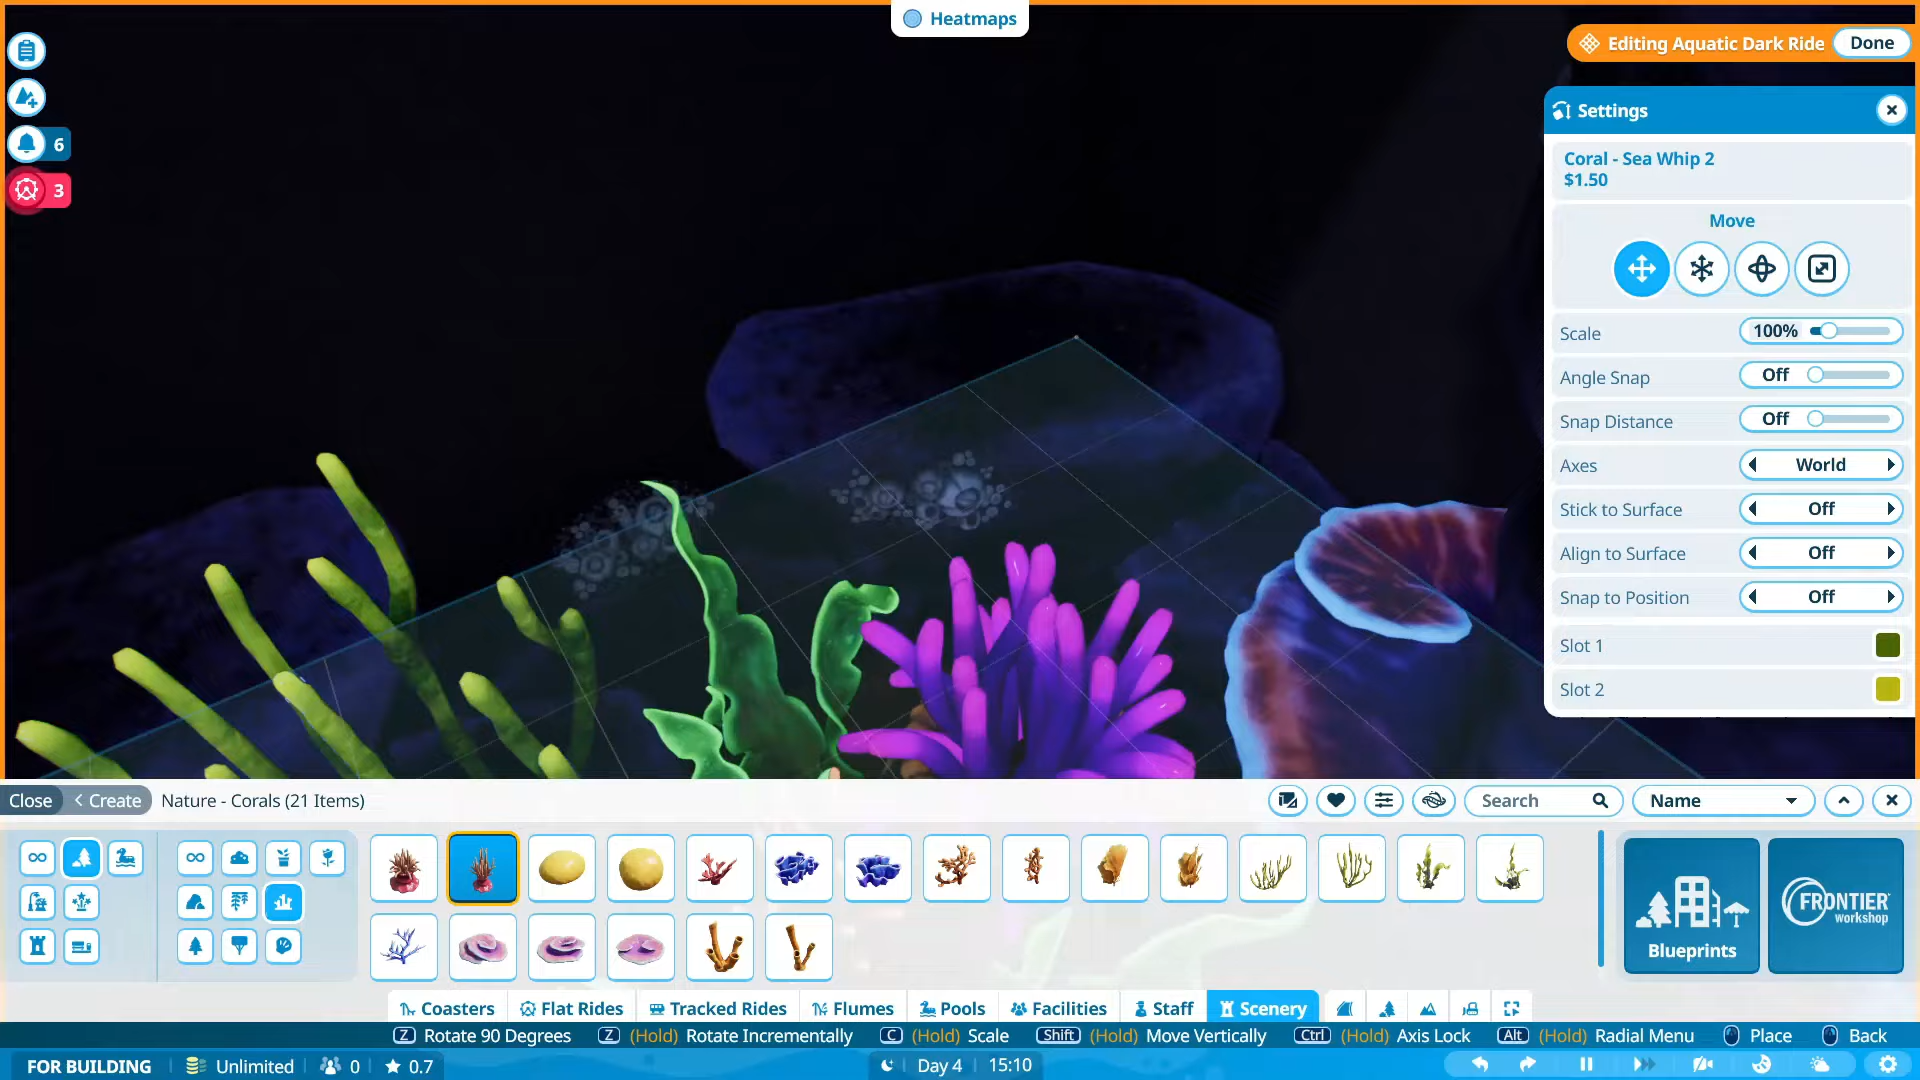 Heatmaps
Editing Aquatic Dark Ride
Done
6
3
Settings
Coral - Sea Whip 2
$1.50
Move
Scale
100%
Angle Snap
Off
Snap Distance
Off
Axes
World
Stick to Surface
Off
Align to Surface
Off
Snap to Position
Off
Slot 1
Slot 2
Close
Create
Nature - Corals (21 Items)
Search
Name
Blueprints
FRONTIER
workshop
Coasters
Flat Rides
Tracked Rides
Flumes
Pools
Facilities
Staff
Scenery
Z Rotate 90 Degrees
Z (Hold) Rotate Incrementally
C (Hold) Scale
Shift (Hold) Move Vertically
Ctrl (Hold) Axis Lock
Alt (Hold) Radial Menu
Place
Back
FOR BUILDING
Unlimited
0
0.7
Day 4
15:10